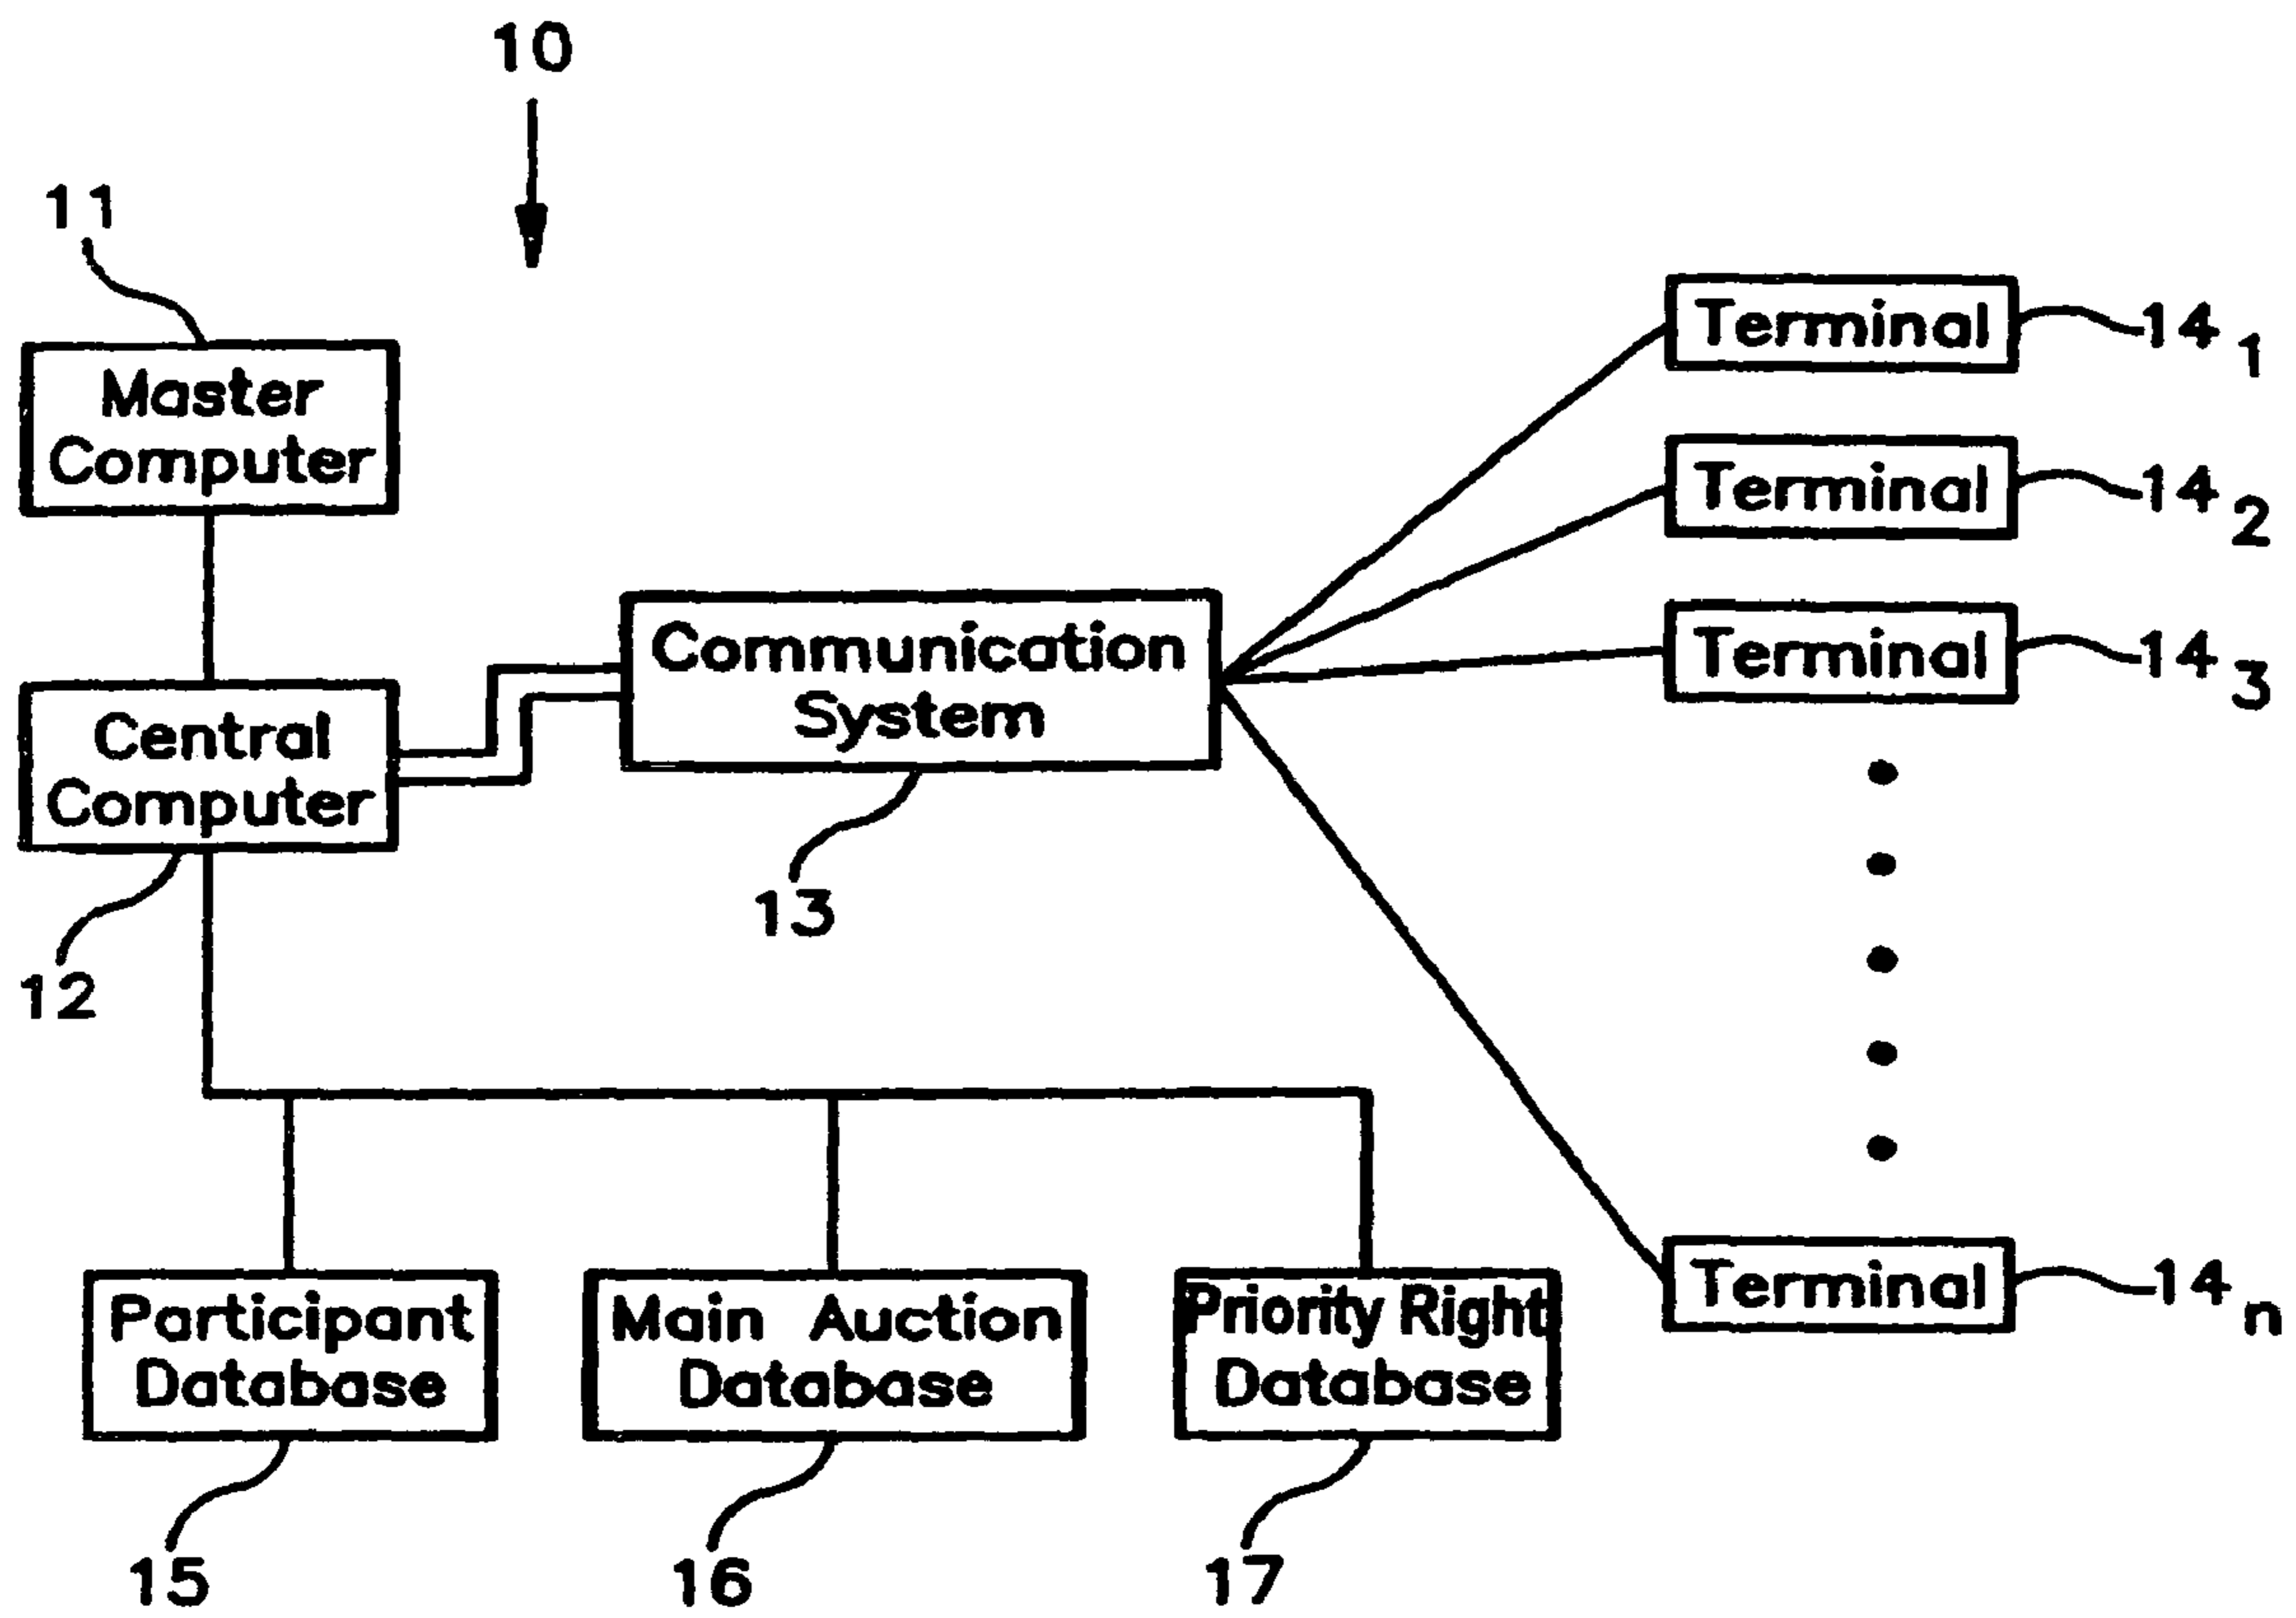 10
11
Master
Computer
Terminal
14 1
Terminal
14 2
Terminal
14 3
Communication
System
13
Central
Computer
12
Terminal
14 n
Participant
Database
15
Main Auction
Database
16
Priority Right
Database
17